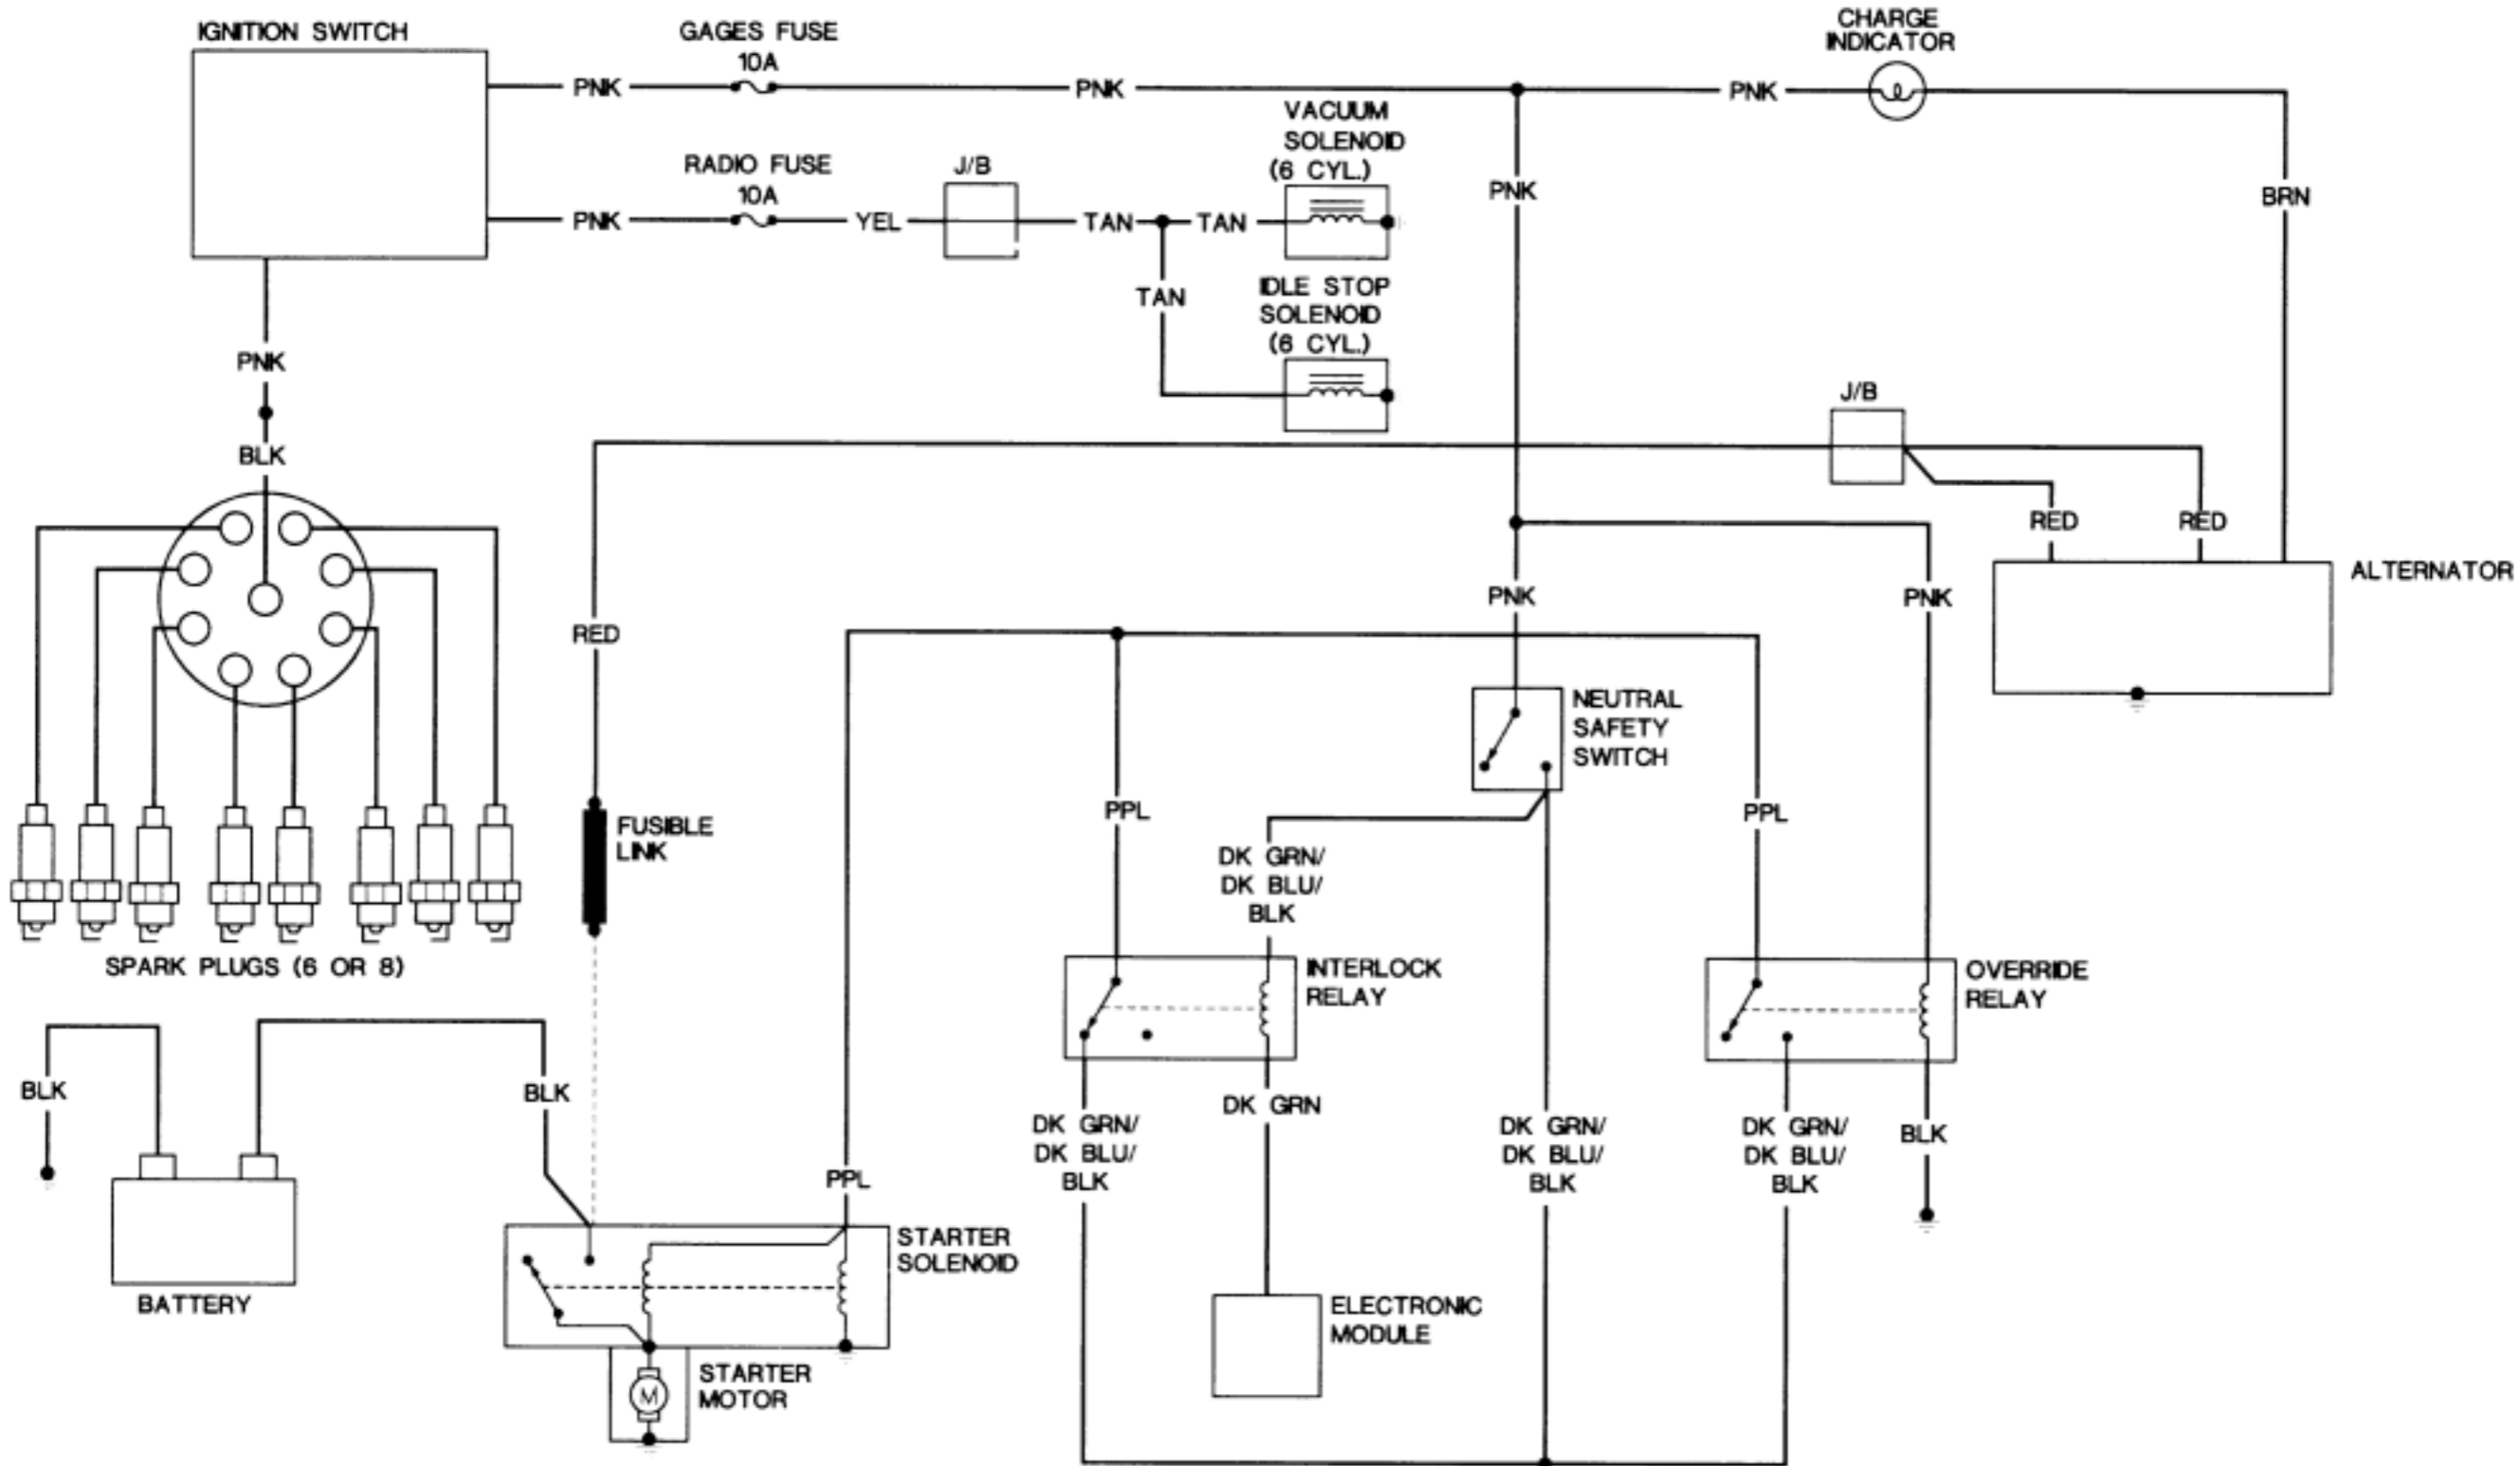 IGNITION SWITCH
GAGES FUSE
10A
CHARGE
INDICATOR
PNK
PNK
PNK
VACUUM
SOLENOID
(6 CYL.)
RADIO FUSE
10A
J/B
PNK
YEL
TAN
TAN
PNK
BRN
TAN
IDLE STOP
SOLENOID
(6 CYL.)
PNK
J/B
BLK
RED
RED
ALTERNATOR
PNK
PNK
RED
NEUTRAL
SAFETY
SWITCH
PPL
PPL
FUSIBLE
LINK
DK GRN/
DK BLU/
BLK
SPARK PLUGS (6 OR 8)
INTERLOCK
RELAY
OVERRIDE
RELAY
BLK
BLK
DK GRN
DK GRN/
DK BLU/
BLK
DK GRN/
DK BLU/
BLK
DK GRN/
DK BLU/
BLK
BLK
PPL
STARTER
SOLENOID
BATTERY
ELECTRONIC
MODULE
STARTER
MOTOR
M